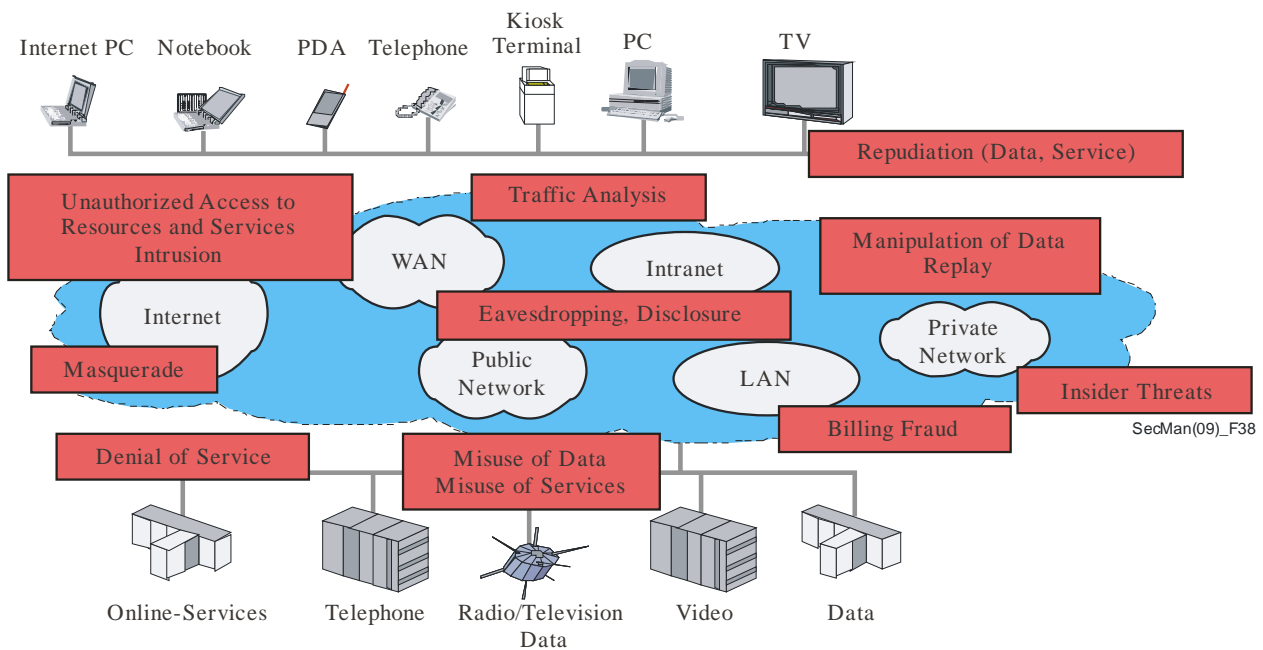 Internet PC
Notebook
PDA
Telephone
Kiosk
Terminal
PC
TV
Repudiation (Data, Service)
Unauthorized Access to
Resources and Services
Intrusion
Traffic Analysis
Manipulation of Data
Replay
WAN
Intranet
Internet
Eavesdropping, Disclosure
Private
Network
Masquerade
Public
Network
LAN
Insider Threats
Billing Fraud
SecMan(09)_F38
Denial of Service
Misuse of Data
Misuse of Services
Online-Services
Telephone
Radio/Television
Data
Video
Data